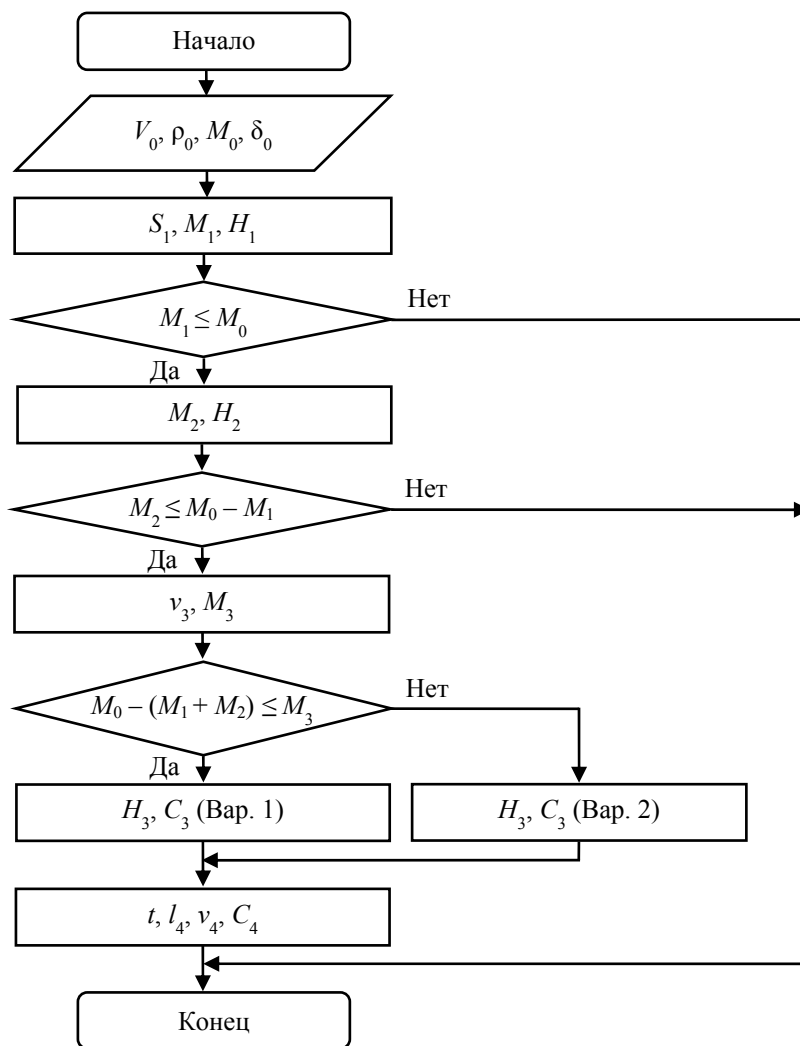 Начало
V₀, ρ₀, M₀, δ₀
S₁, M₁, H₁
M₁ ≤ M₀
Нет
Да
M₂, H₂
M₂ ≤ M₀ – M₁
Нет
Да
v₃, M₃
M₀ – (M₁ + M₂) ≤ M₃
Нет
Да
H₃, C₃ (Вар. 1)
H₃, C₃ (Вар. 2)
t, l₄, v₄, C₄
Конец